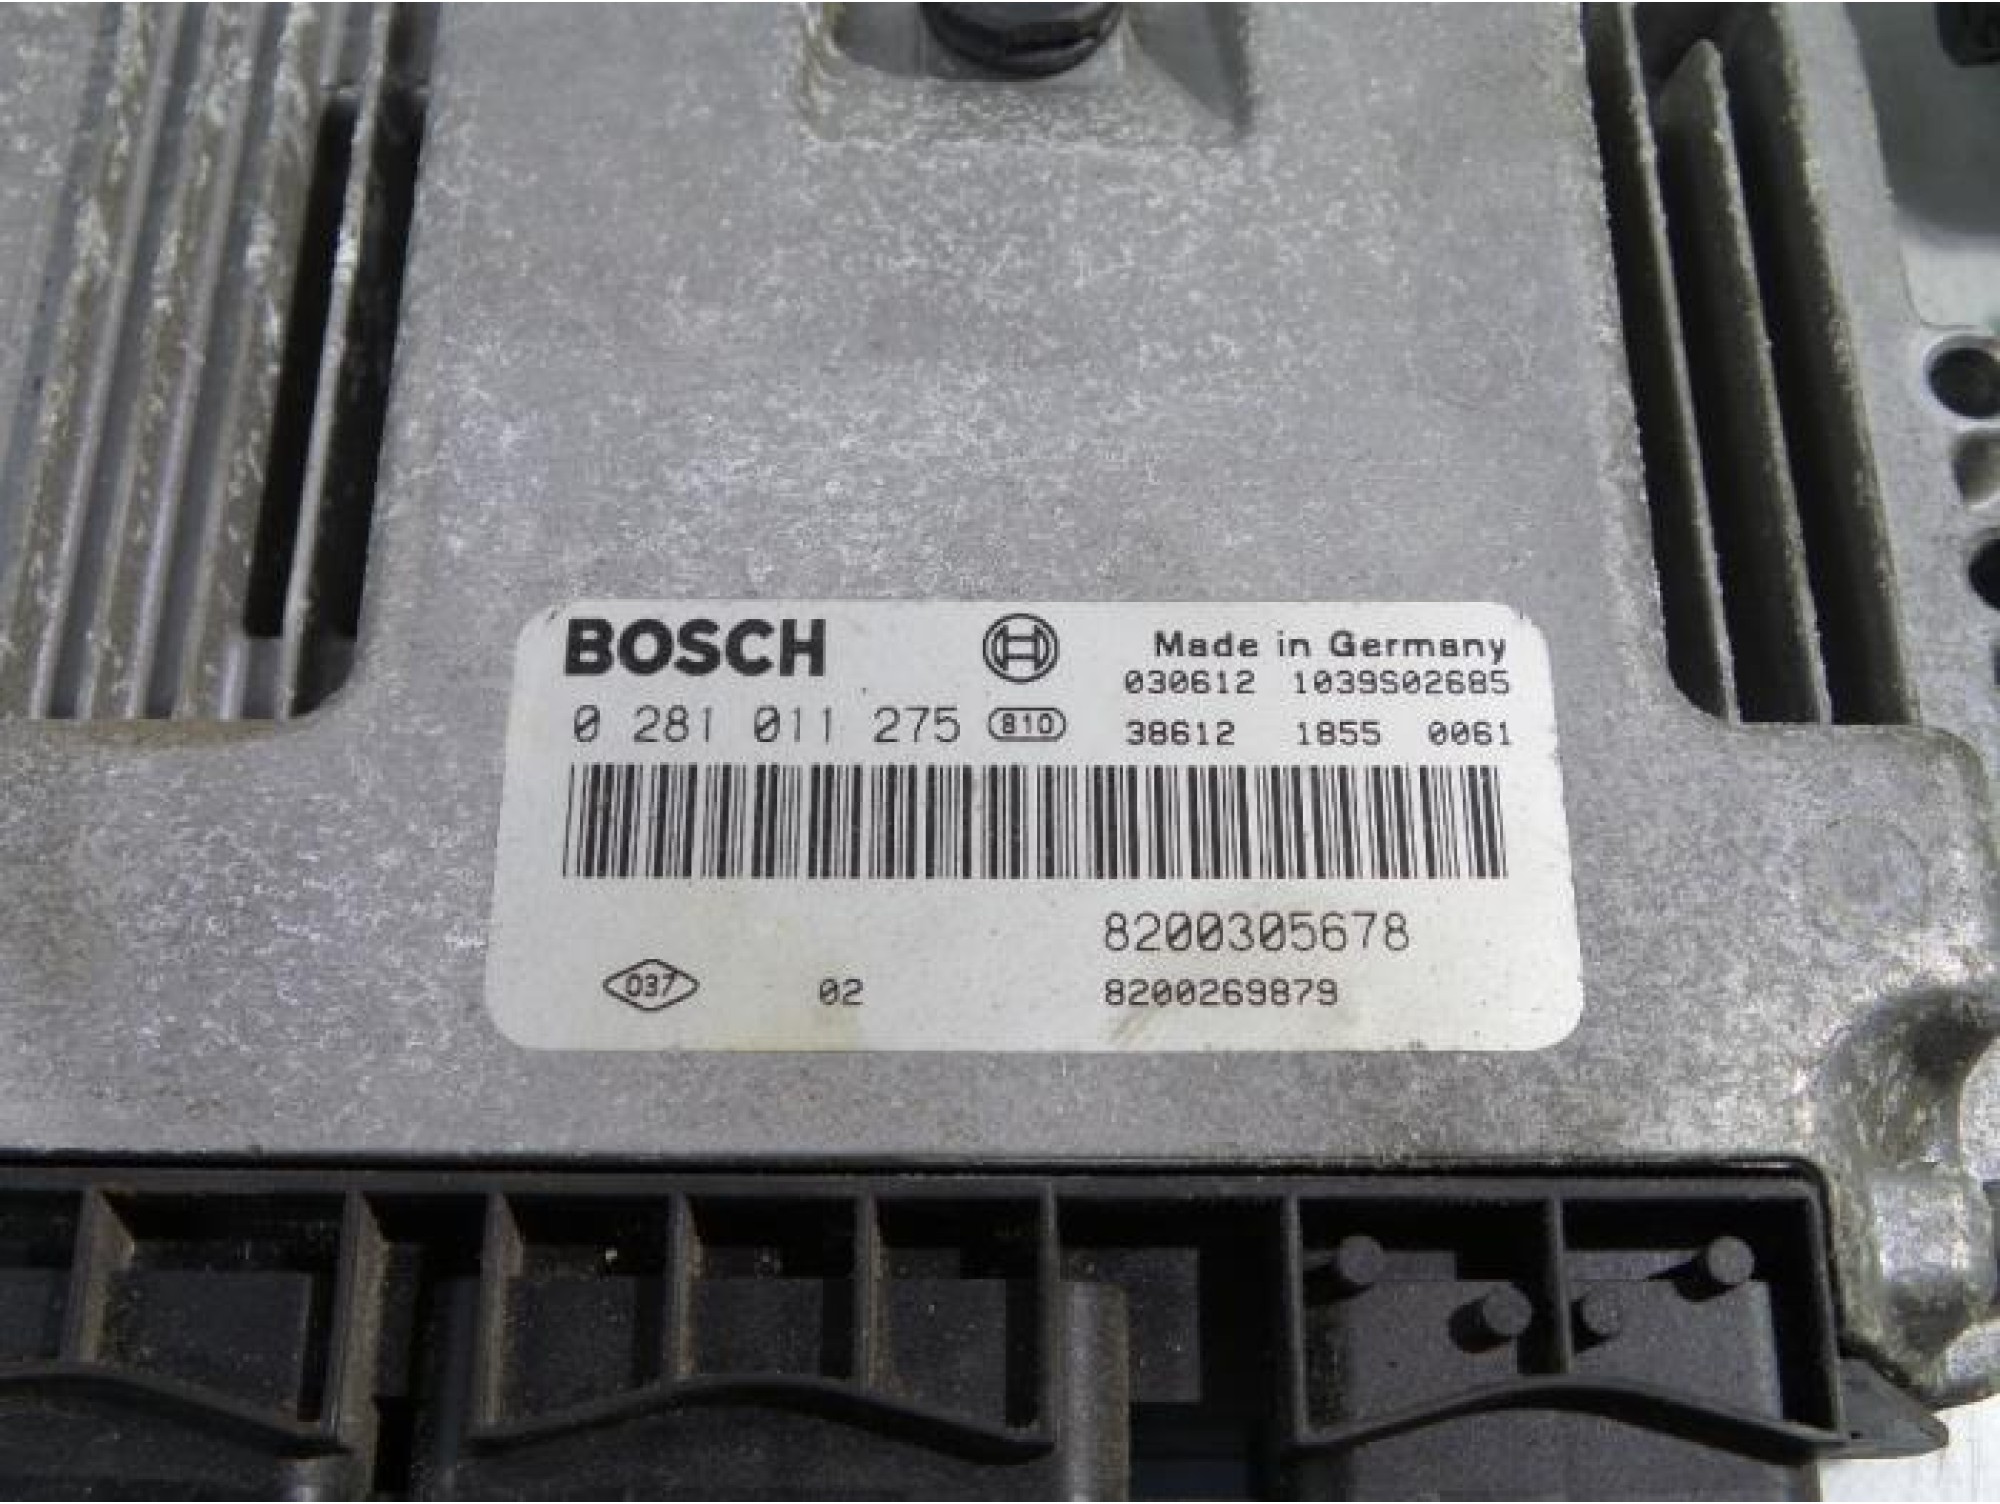 BOSCH
Made in Germany
030612 1039S02685
0 281 011 275 810 38612 1855 0061
8200305678
037 02 8200269879